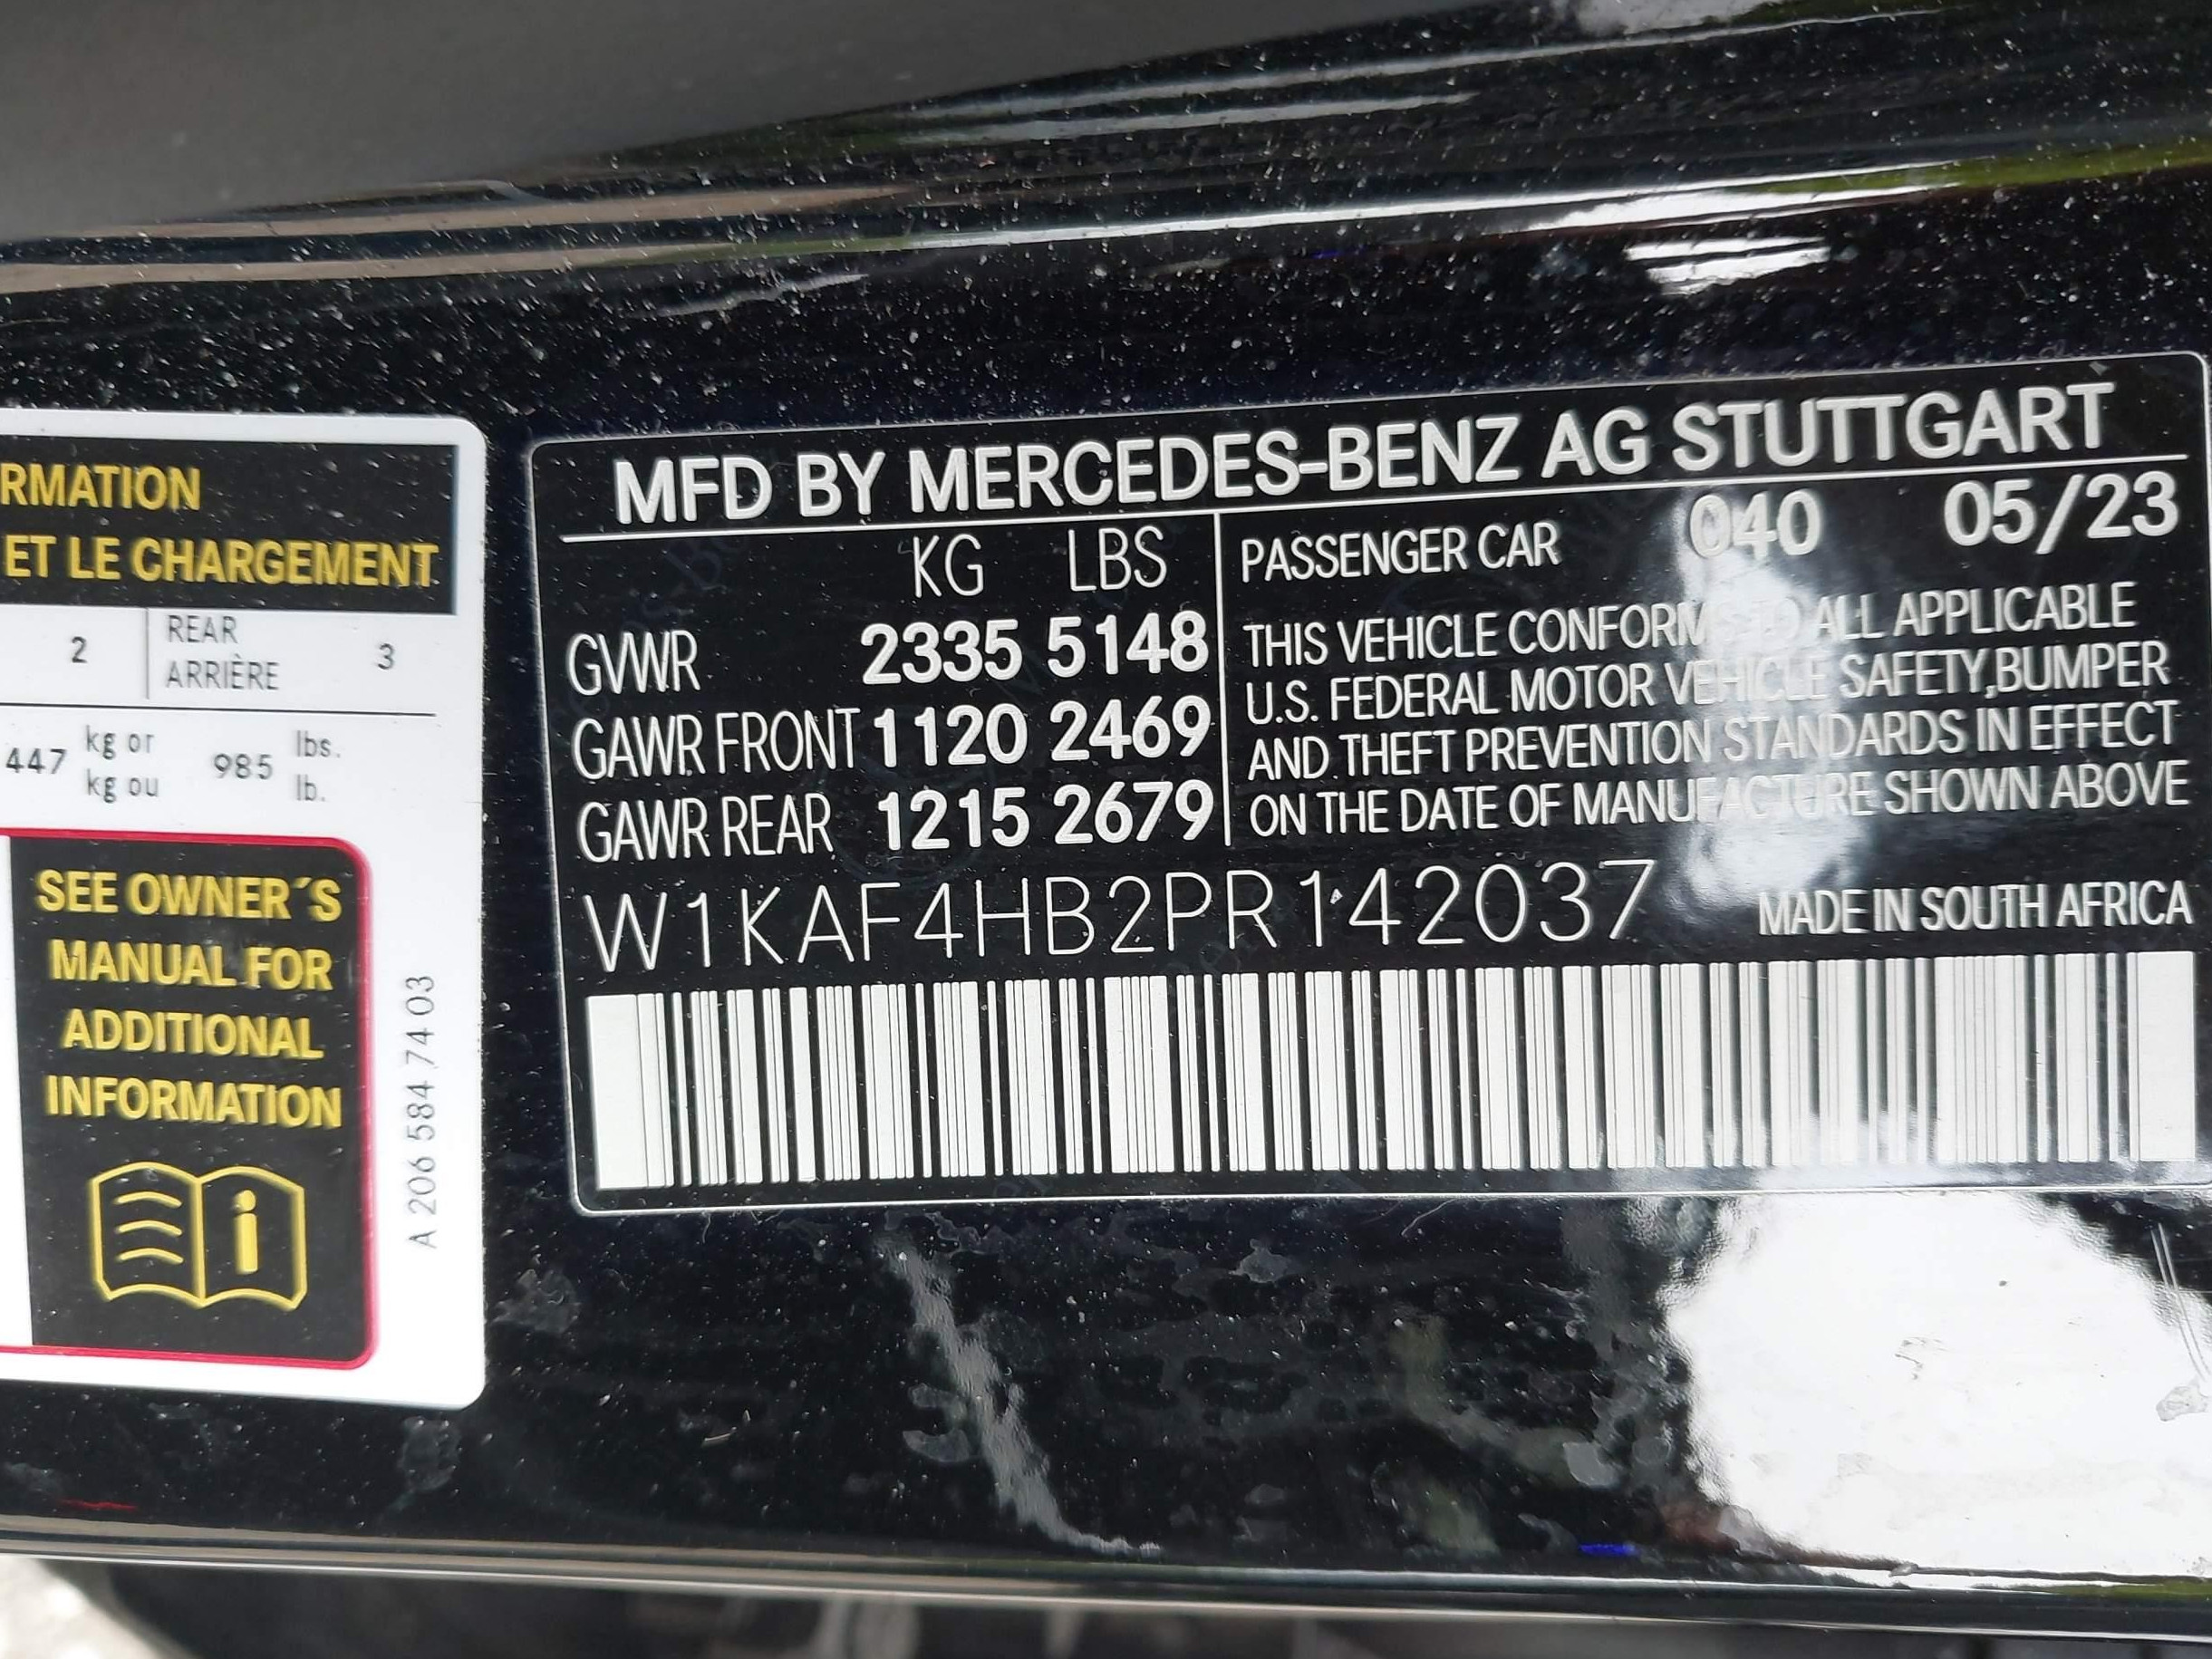 RMATION
ET LE CHARGEMENT
2 REAR 3
ARRIÈRE
447 kg or 985 lbs.
kg ou lb.
SEE OWNER´S
MANUAL FOR
ADDITIONAL
INFORMATION
A 206 584 74 03
MFD BY MERCEDES-BENZ AG STUTTGART
KG LBS
GVWR 2335 5148
GAWR FRONT 1120 2469
GAWR REAR 1215 2679
PASSENGER CAR 040 05/23
THIS VEHICLE CONFORMS TO ALL APPLICABLE
U.S. FEDERAL MOTOR VEHICLE SAFETY,BUMPER
AND THEFT PREVENTION STANDARDS IN EFFECT
ON THE DATE OF MANUFACTURE SHOWN ABOVE
W1KAF4HB2PR142037 MADE IN SOUTH AFRICA